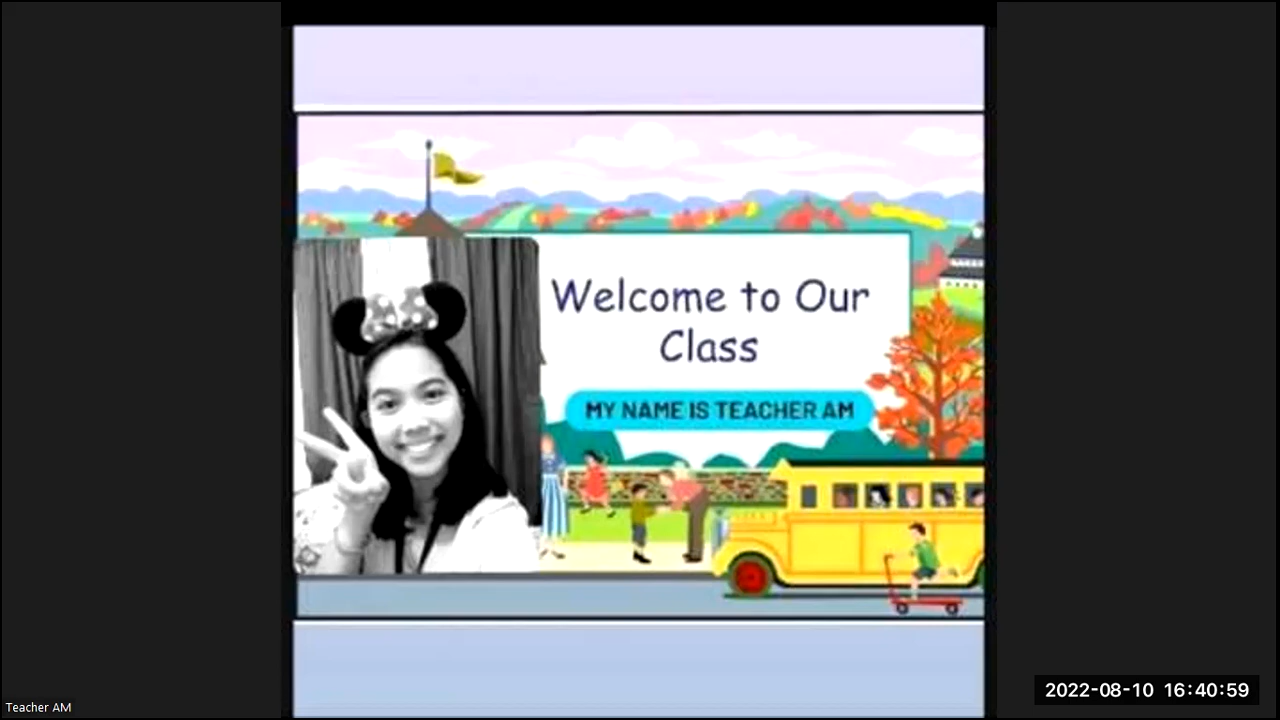 Welcome to Our
Class
MY NAME IS TEACHER AM
Teacher AM
2022-08-10 16:40:59